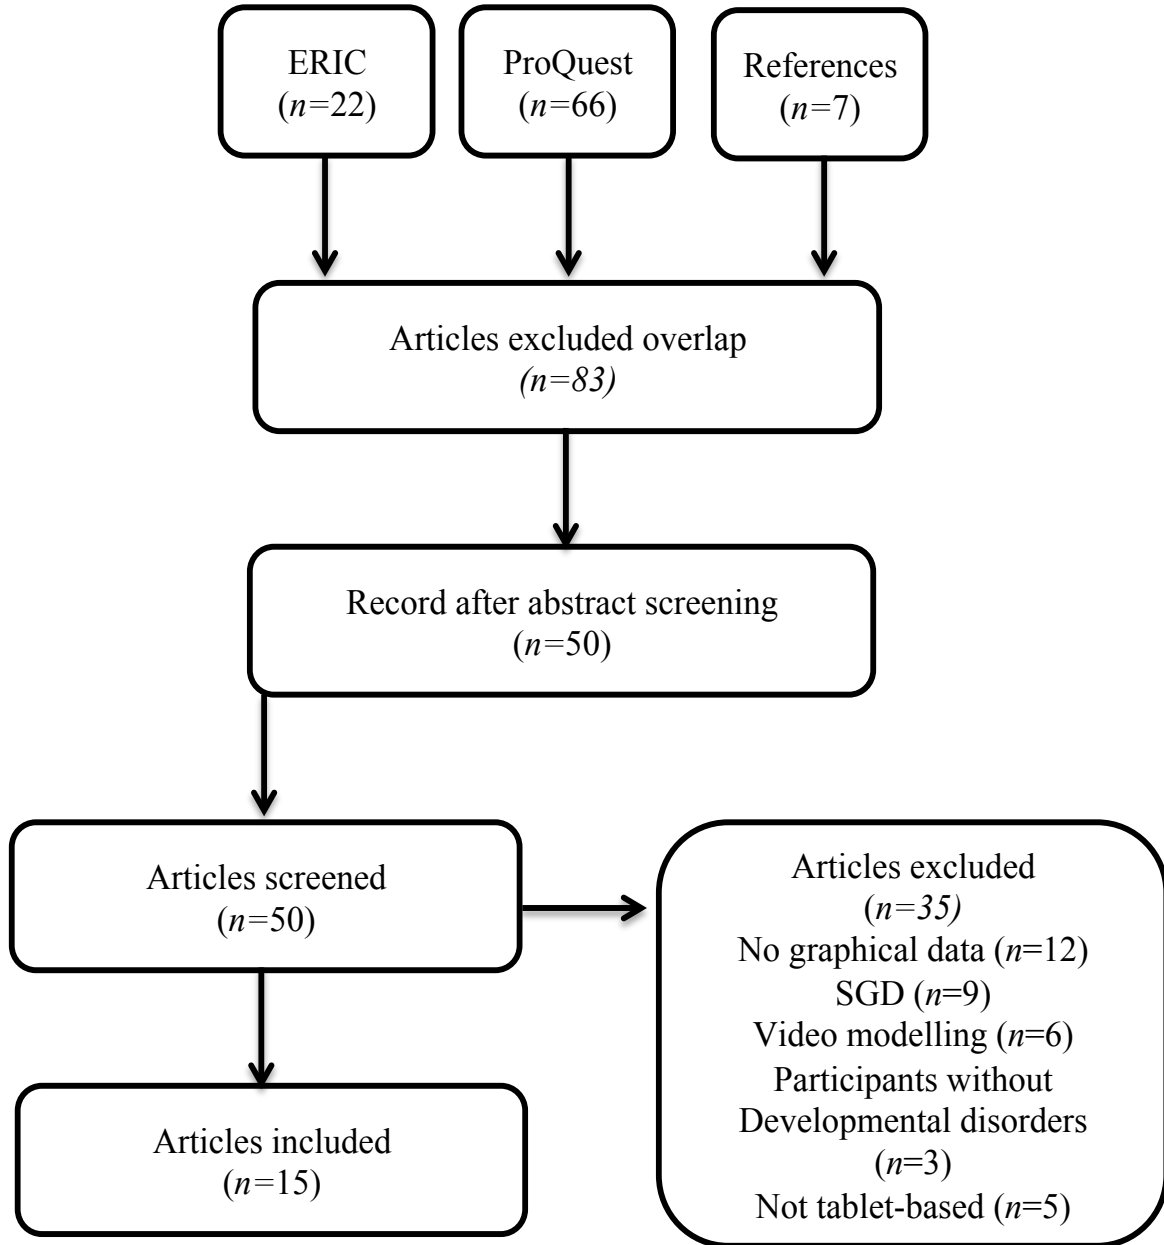 ERIC
(n=22)
ProQuest
(n=66)
References
(n=7)
Articles excluded overlap
(n=83)
Record after abstract screening
(n=50)
Articles screened
(n=50)
Articles excluded
(n=35)
No graphical data (n=12)
SGD (n=9)
Video modelling (n=6)
Participants without
Developmental disorders
(n=3)
Not tablet-based (n=5)
Articles included
(n=15)